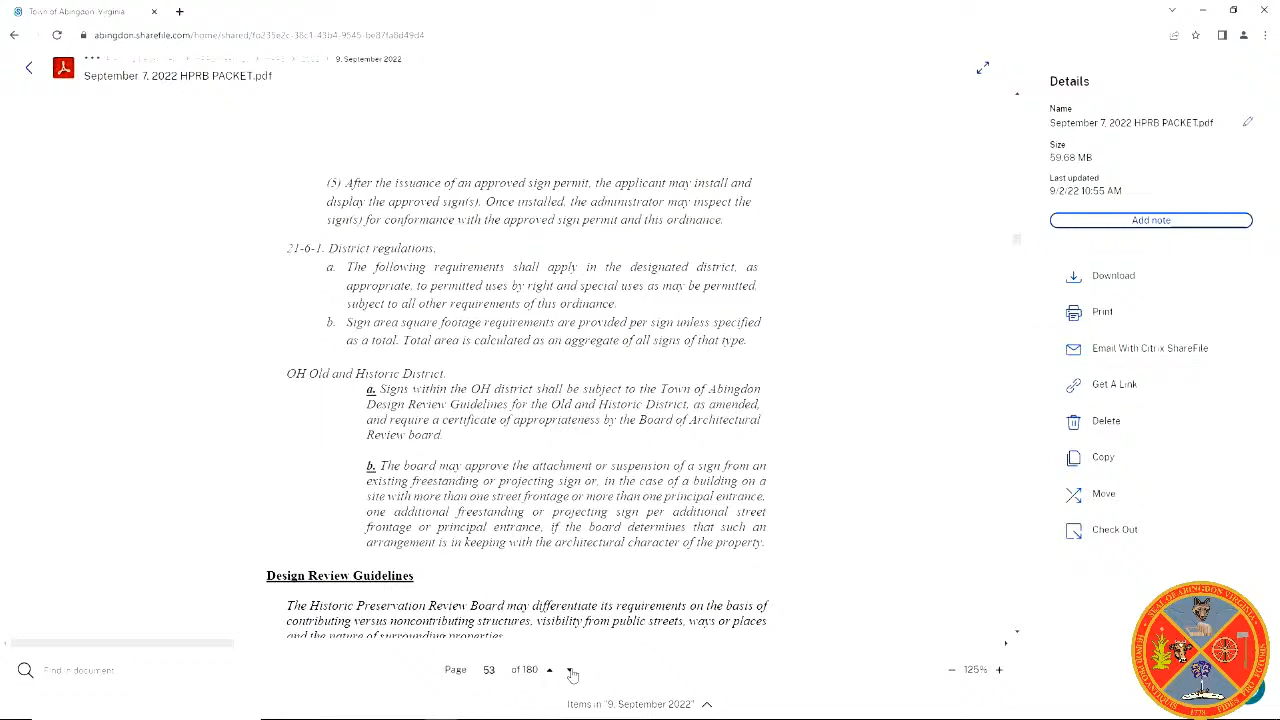 Town of Abingdon-Virginia
abingdon.sharefile.com/home/shared/fo235e2c-38c1-43b4-9545-be87fa8d49d4
9. September 2022
September 7, 2022 HPRB PACKET.pdf
(5) After the issuance of an approved sign permit, the applicant may install and
display the approved sign(s). Once installed, the administrator may inspect the
sign(s) for conformance with the approved sign permit and this ordinance.
21-6-1. District regulations.
a. The following requirements shall apply in the designated district, as
appropriate, to permitted uses by right and special uses as may be permitted,
subject to all other requirements of this ordinance.
b. Sign area square footage requirements are provided per sign unless specified
as a total. Total area is calculated as an aggregate of all signs of that type.
OH Old and Historic District.
a. Signs within the OH district shall be subject to the Town of Abingdon
Design Review Guidelines for the Old and Historic District, as amended,
and require a certificate of appropriateness by the Board of Architectural
Review board.
b. The board may approve the attachment or suspension of a sign from an
existing freestanding or projecting sign or, in the case of a building on a
site with more than one street frontage or more than one principal entrance,
one additional freestanding or projecting sign per additional street
frontage or principal entrance, if the board determines that such an
arrangement is in keeping with the architectural character of the property.
Design Review Guidelines
The Historic Preservation Review Board may differentiate its requirements on the basis of
contributing versus noncontributing structures, visibility from public streets, ways or places
and the nature of surrounding properties.
Find in document
Page 53 of 180
125%
Items in "9. September 2022"
Details
Name
September 7, 2022 HPRB PACKET.pdf
Size
59.68 MB
Last updated
9/2/22 10:55 AM
Add note
Download
Print
Email With Citrix ShareFile
Get A Link
Delete
Copy
Move
Check Out
1778